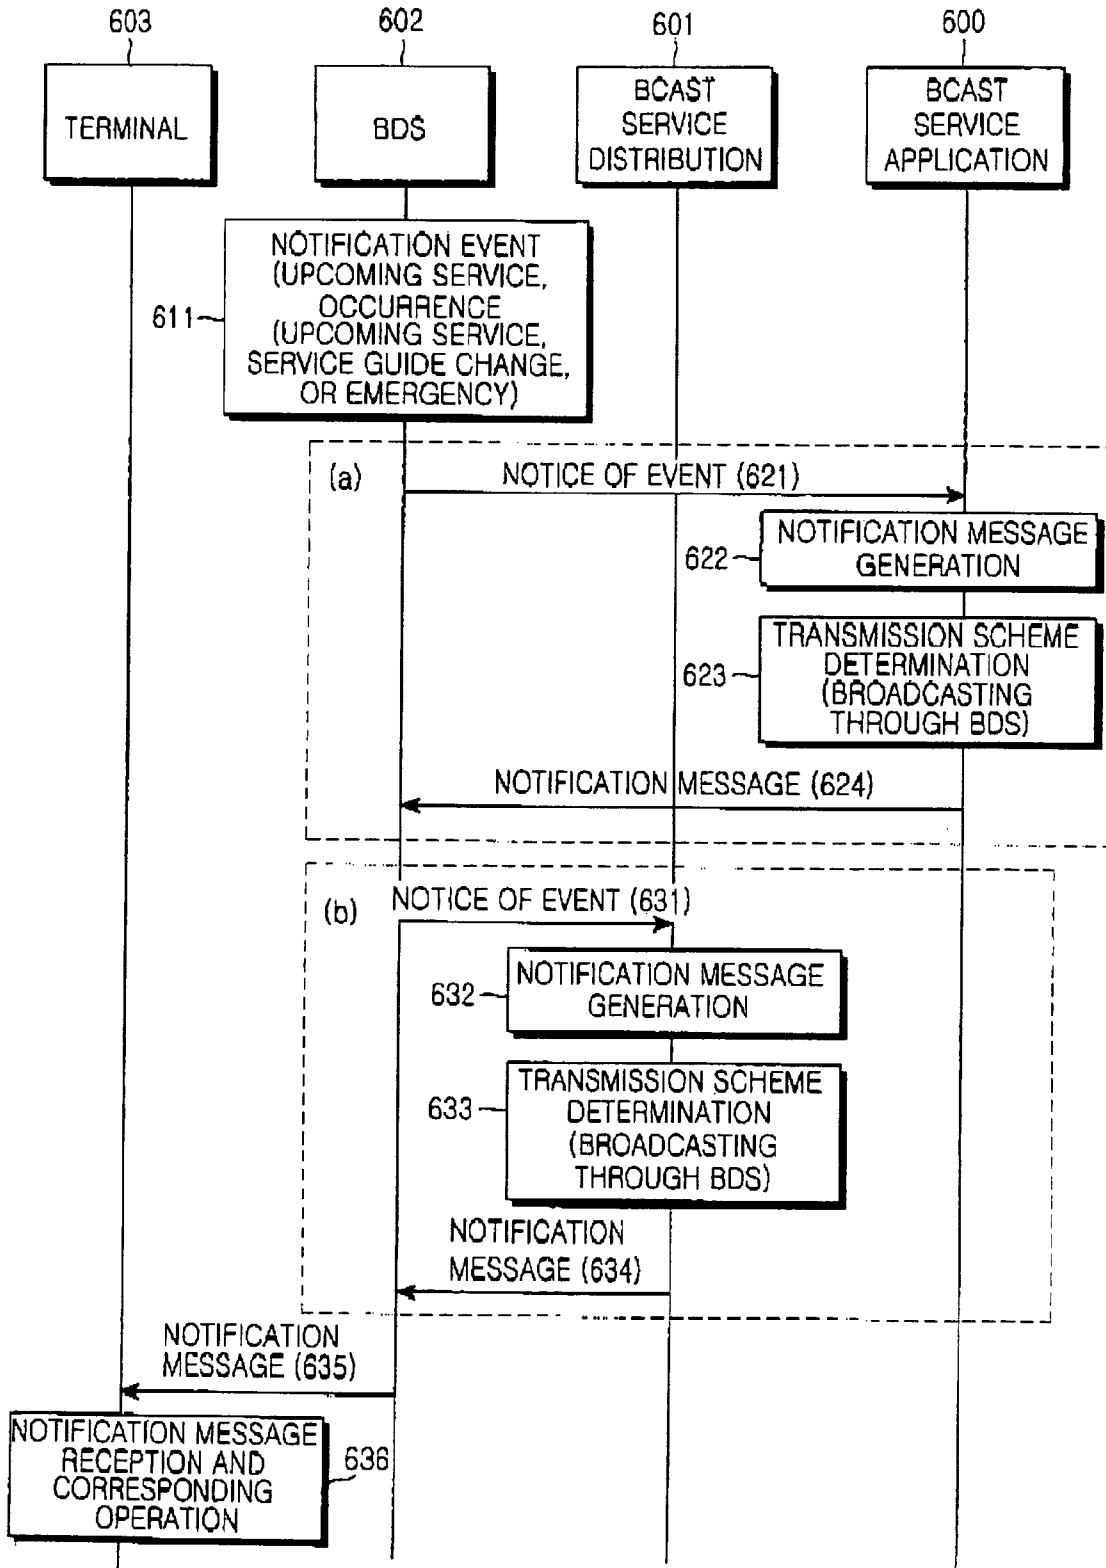 603
602
601
600
TERMINAL
BDS
BCAST
SERVICE
DISTRIBUTION
BCAST
SERVICE
APPLICATION
NOTIFICATION EVENT
(UPCOMING SERVICE,
OCCURRENCE
(UPCOMING SERVICE,
SERVICE GUIDE CHANGE,
OR EMERGENCY)
611
(a)
NOTICE OF EVENT (621)
NOTIFICATION MESSAGE
GENERATION
622
TRANSMISSION SCHEME
DETERMINATION
(BROADCASTING
THROUGH BDS)
623
NOTIFICATION MESSAGE (624)
(b)
NOTICE OF EVENT (631)
NOTIFICATION MESSAGE
GENERATION
632
TRANSMISSION SCHEME
DETERMINATION
(BROADCASTING
THROUGH BDS)
633
NOTIFICATION
MESSAGE (634)
NOTIFICATION
MESSAGE (635)
NOTIFICATION MESSAGE
RECEPTION AND
CORRESPONDING
OPERATION
636